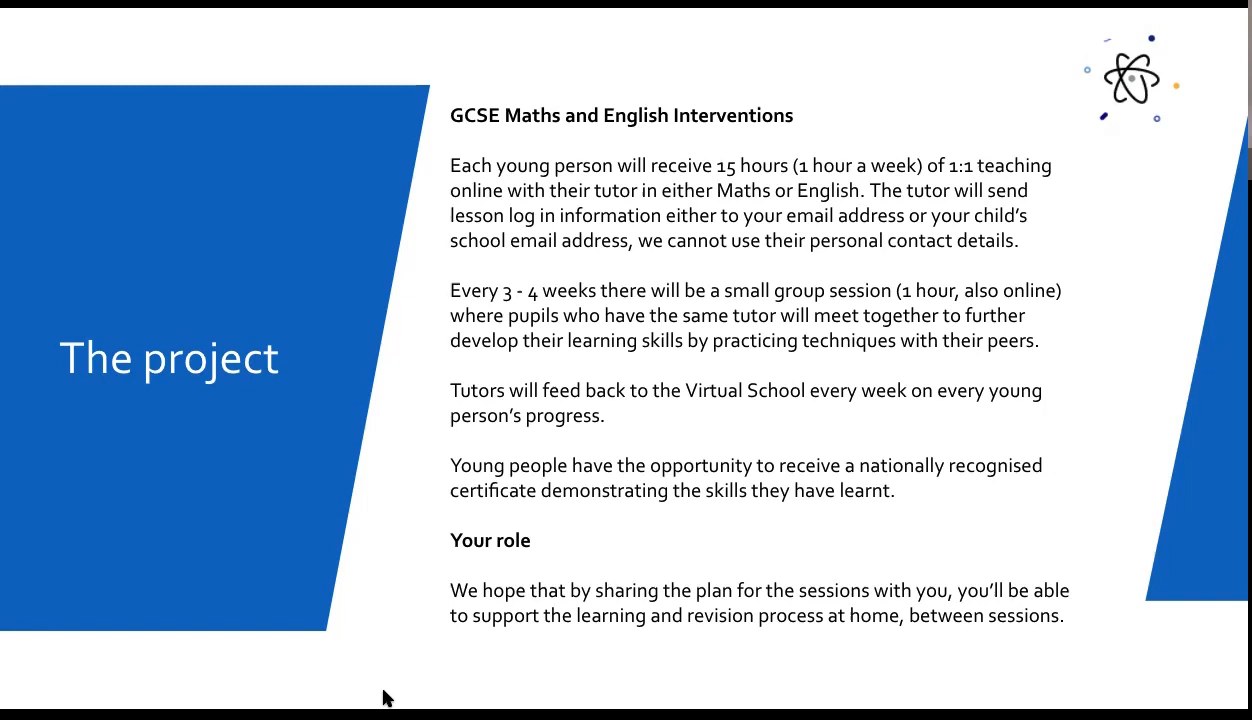 The project
GCSE Maths and English Interventions
Each young person will receive 15 hours (1 hour a week) of 1:1 teaching
online with their tutor in either Maths or English. The tutor will send
lesson log in information either to your email address or your child’s
school email address, we cannot use their personal contact details.
Every 3 - 4 weeks there will be a small group session (1 hour, also online)
where pupils who have the same tutor will meet together to further
develop their learning skills by practicing techniques with their peers.
Tutors will feed back to the Virtual School every week on every young
person’s progress.
Young people have the opportunity to receive a nationally recognised
certificate demonstrating the skills they have learnt.
Your role
We hope that by sharing the plan for the sessions with you, you’ll be able
to support the learning and revision process at home, between sessions.